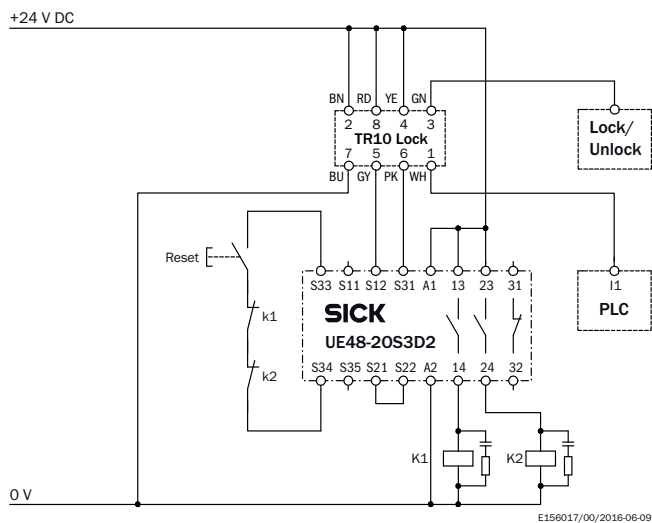 +24 V DC
BN RD YE GN
2 8 4 3
TR10 Lock
7 5 6 1
BU GY PK WH
Lock/
Unlock
Reset
k1
k2
S33 S11 S12 S31 A1 13 23 31
SICK
UE48-20S3D2
S34 S35 S21 S22 A2 14 24 32
I1
PLC
K1
K2
0 V
E156017/00/2016-06-09